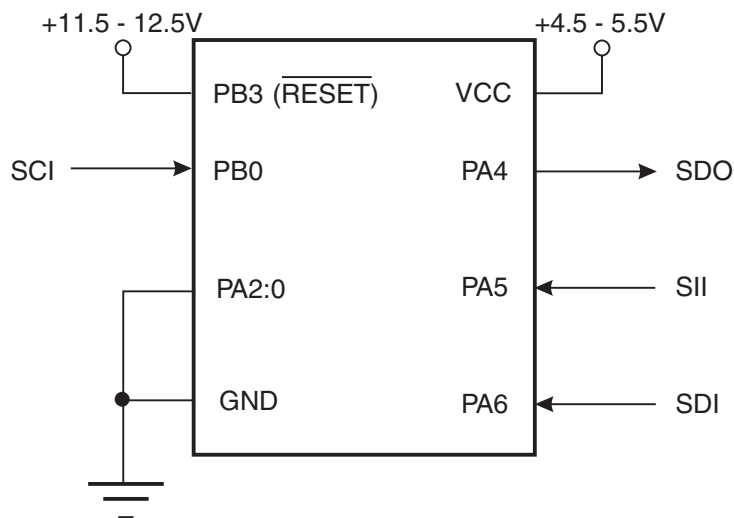 +11.5 - 12.5V
+4.5 - 5.5V
PB3 (RESET)
VCC
SCI
PB0
PA4
SDO
PA2:0
PA5
SII
GND
PA6
SDI